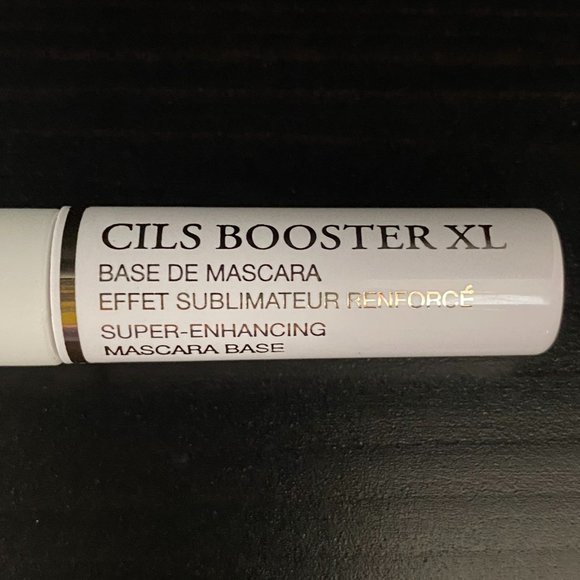 CILS BOOSTER XL
BASE DE MASCARA
EFFET SUBLIMATEUR RENFORCÉ
SUPER-ENHANCING
MASCARA BASE